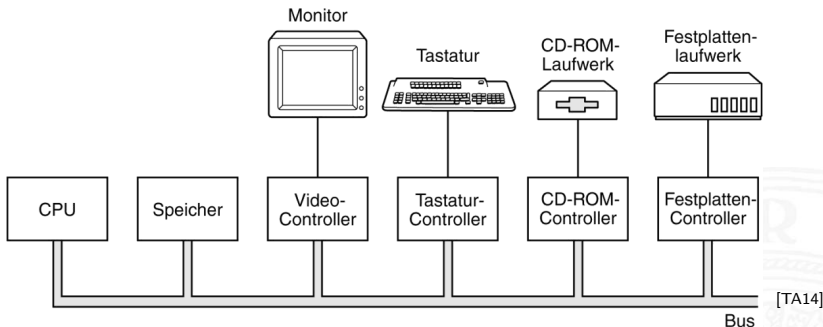 Monitor
Tastatur
CD-ROM-
Laufwerk
Festplatten-
laufwerk
CPU
Speicher
Video-
Controller
Tastatur-
Controller
CD-ROM-
Controller
Festplatten-
Controller
[TA14]
Bus